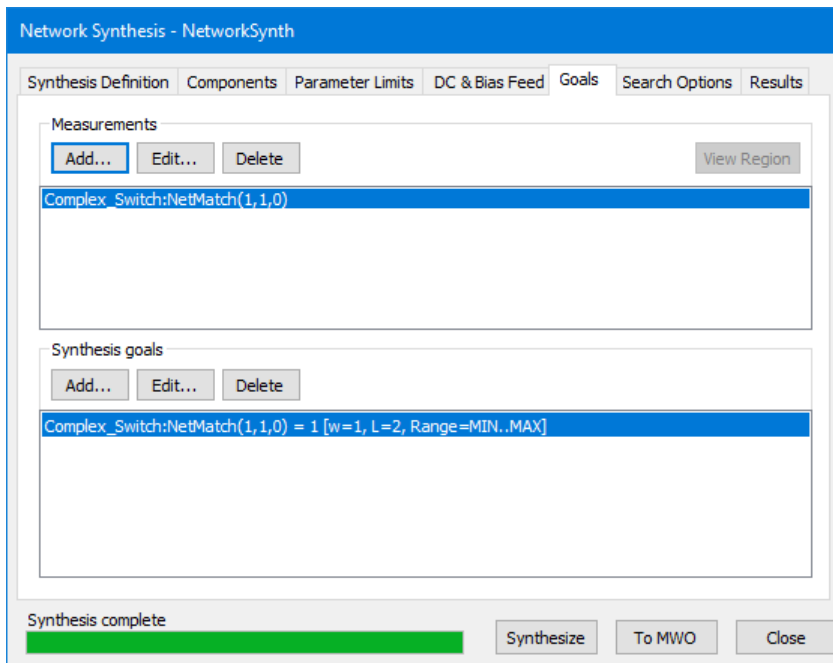 Network Synthesis - NetworkSynth
Synthesis Definition Components Parameter Limits DC & Bias Feed Goals Search Options Results
Measurements
Add... Edit... Delete View Region
Complex_Switch:NetMatch(1,1,0)
Synthesis goals
Add... Edit... Delete
Complex_Switch:NetMatch(1,1,0) = 1 [w=1, L=2, Range=MIN..MAX]
Synthesis complete
Synthesize To MWO Close